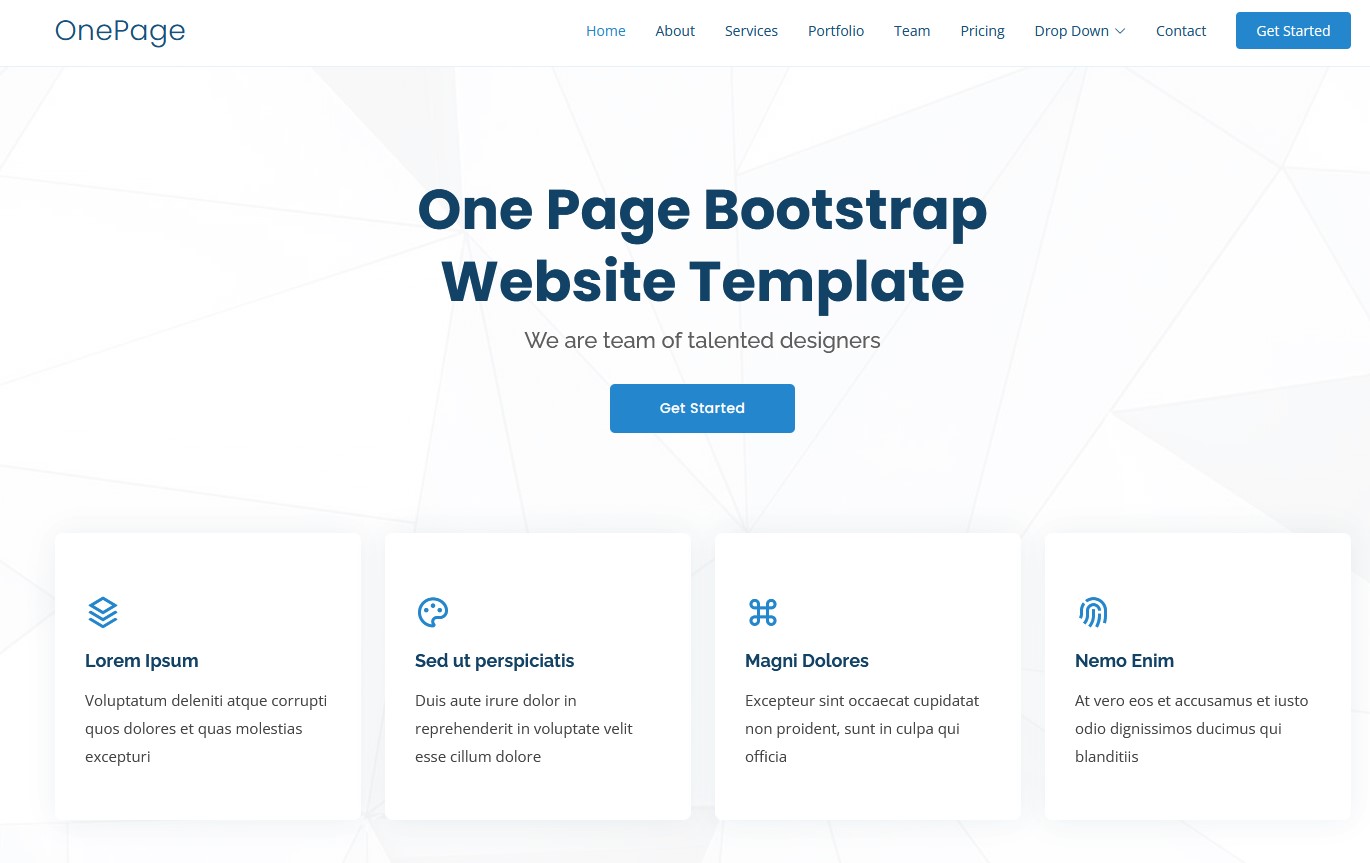 OnePage
Home About Services Portfolio Team Pricing Drop Down Contact Get Started
One Page Bootstrap
Website Template
We are team of talented designers
Get Started
Lorem Ipsum
Voluptatum deleniti atque corrupti
quos dolores et quas molestias
excepturi
Sed ut perspiciatis
Duis aute irure dolor in
reprehenderit in voluptate velit
esse cillum dolore
Magni Dolores
Excepteur sint occaecat cupidatat
non proident, sunt in culpa qui
officia
Nemo Enim
At vero eos et accusamus et iusto
odio dignissimos ducimus qui
blanditiis